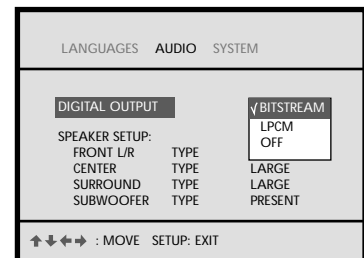 LANGUAGES AUDIO SYSTEM
DIGITAL OUTPUT √ BITSTREAM
LPCM
OFF
SPEAKER SETUP:
FRONT L/R TYPE
CENTER TYPE LARGE
SURROUND TYPE LARGE
SUBWOOFER TYPE PRESENT
: MOVE SETUP: EXIT